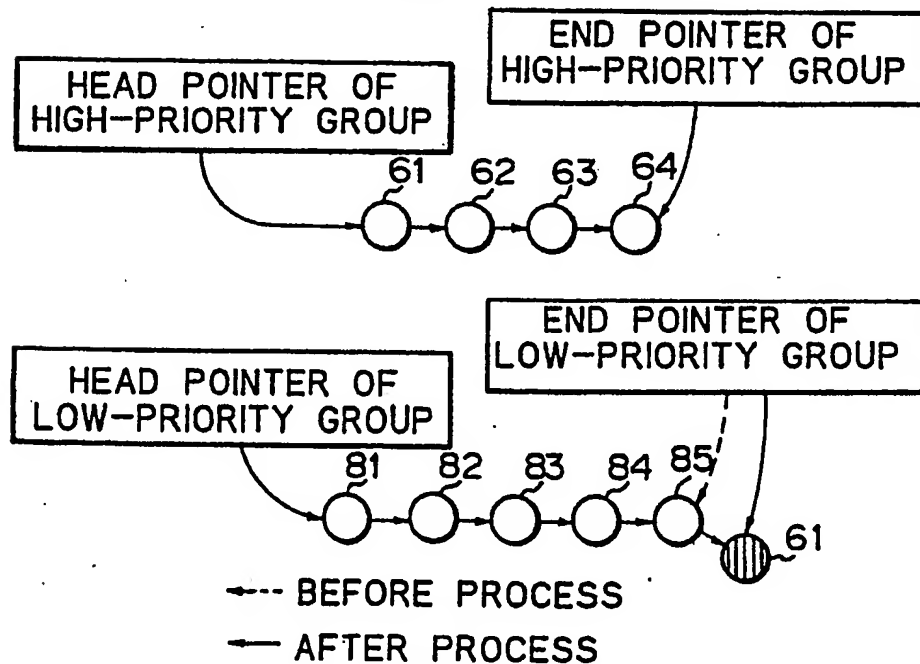 END POINTER OF
HIGH-PRIORITY GROUP
HEAD POINTER OF
HIGH-PRIORITY GROUP
61 62 63 64
END POINTER OF
LOW-PRIORITY GROUP
HEAD POINTER OF
LOW-PRIORITY GROUP
81 82 83 84 85
61
BEFORE PROCESS
AFTER PROCESS